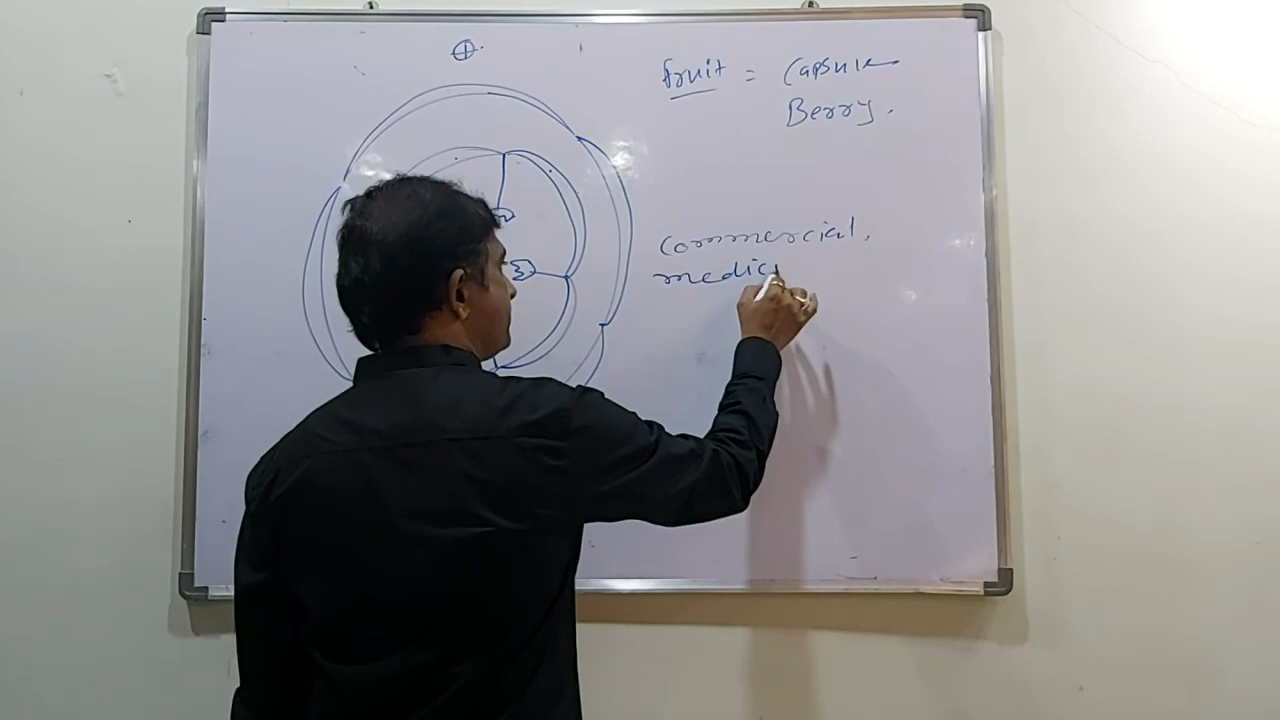 ⊕.
fruit = Capsule
Berry.
Commercial.
medic